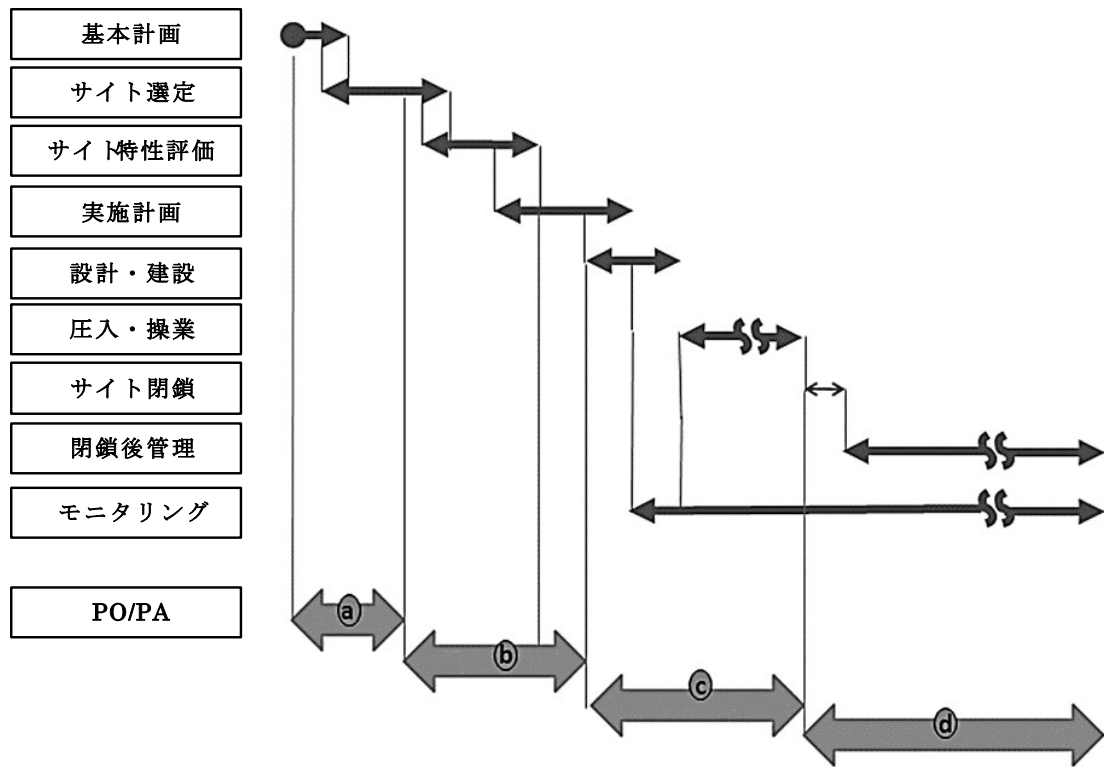 基本計画
サイト選定
サイト特性評価
実施計画
設計・建設
圧入・操業
サイト閉鎖
閉鎖後管理
モニタリング
PO/PA
ⓐ
ⓑ
ⓒ
ⓓ